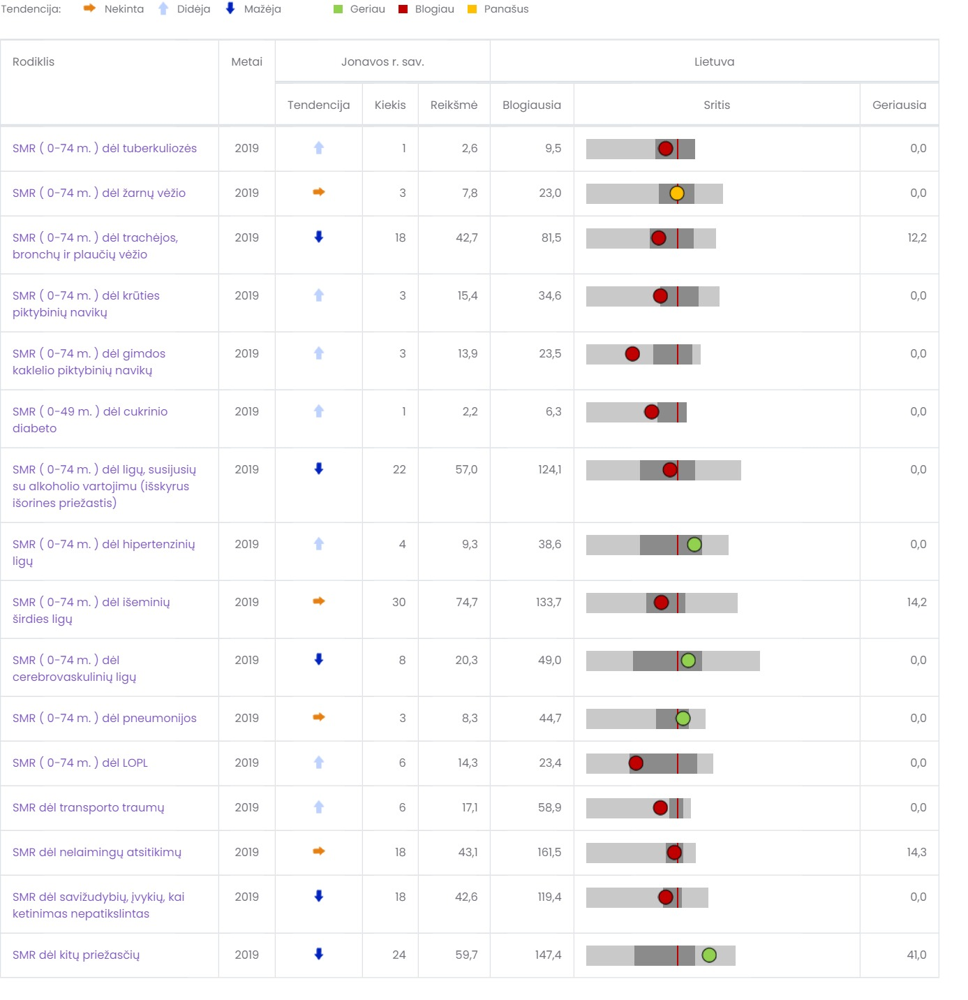 Tendencija: Nekinta Didėja Mažėja Geriau Blogiau Panašus
Rodiklis Metai Jonavos r. sav. Lietuva
Tendencija Kiekis Reikšmė Blogiausia Sritis Geriausia
SMR ( 0-74 m. ) dėl tuberkuliozės 2019 1 2,6 9,5 0,0
SMR ( 0-74 m. ) dėl žarnų vėžio 2019 3 7,8 23,0 0,0
SMR ( 0-74 m. ) dėl trachėjos, 2019 18 42,7 81,5 12,2
bronchų ir plaučių vėžio
SMR ( 0-74 m. ) dėl krūties 2019 3 15,4 34,6 0,0
piktybinių navikų
SMR ( 0-74 m. ) dėl gimdos 2019 3 13,9 23,5 0,0
kaklelio piktybinių navikų
SMR ( 0-49 m. ) dėl cukrinio 2019 1 2,2 6,3 0,0
diabeto
SMR ( 0-74 m. ) dėl ligų, susijusių 2019 22 57,0 124,1 0,0
su alkoholio vartojimu (išskyrus
išorines priežastis)
SMR ( 0-74 m. ) dėl hipertenzinių 2019 4 9,3 38,6 0,0
ligų
SMR ( 0-74 m. ) dėl išeminių 2019 30 74,7 133,7 14,2
širdies ligų
SMR ( 0-74 m. ) dėl 2019 8 20,3 49,0 0,0
cerebrovaskulinių ligų
SMR ( 0-74 m. ) dėl pneumonijos 2019 3 8,3 44,7 0,0
SMR ( 0-74 m. ) dėl LOPL 2019 6 14,3 23,4 0,0
SMR dėl transporto traumų 2019 6 17,1 58,9 0,0
SMR dėl nelaimingų atsitikimų 2019 18 43,1 161,5 14,3
SMR dėl savižudybių, įvykių, kai 2019 18 42,6 119,4 0,0
ketinimas nepatikslintas
SMR dėl kitų priežasčių 2019 24 59,7 147,4 41,0